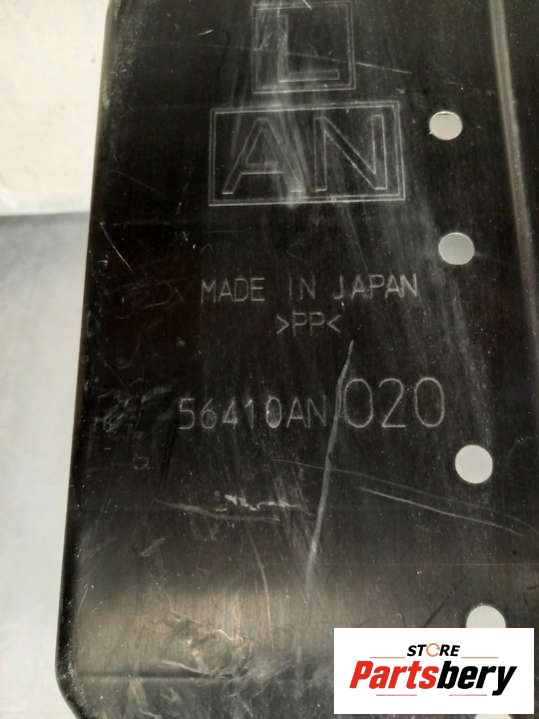 L
AN
MADE IN JAPAN
>PP<
56410AN020
STORE
Partsbery